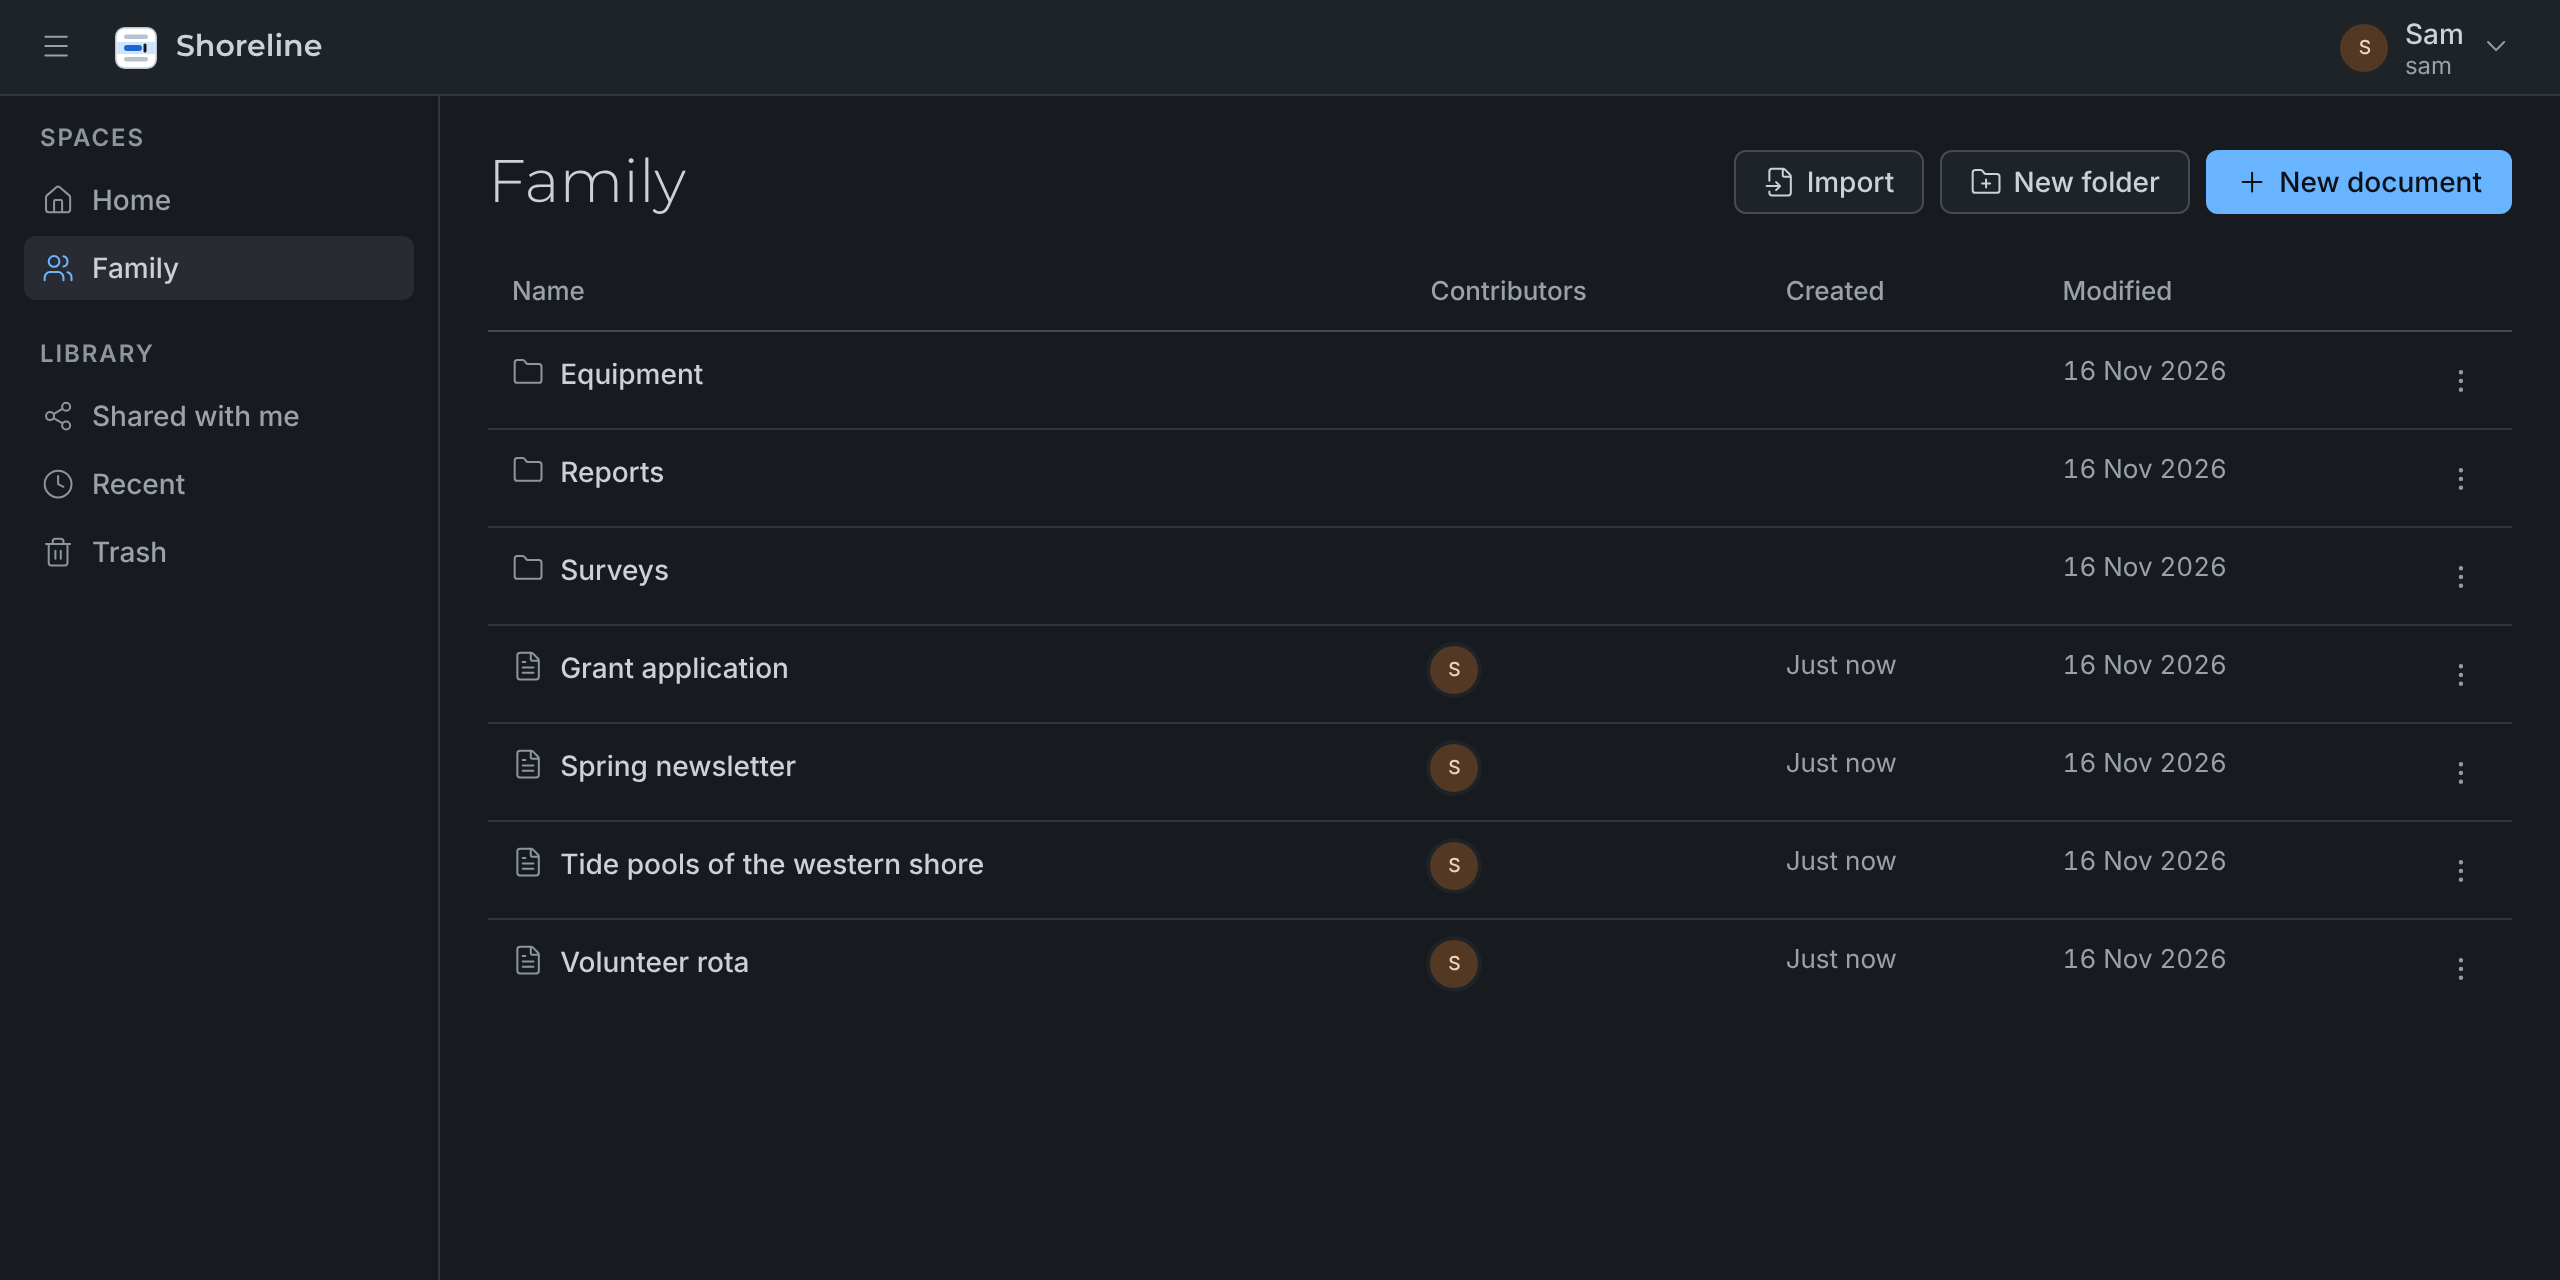 Shoreline
S
Sam
sam
SPACES
Home
Family
LIBRARY
Shared with me
Recent
Trash
Family
Import
New folder
New document
Name Contributors Created Modified
Equipment 16 Nov 2026
Reports 16 Nov 2026
Surveys 16 Nov 2026
Grant application S Just now 16 Nov 2026
Spring newsletter S Just now 16 Nov 2026
Tide pools of the western shore S Just now 16 Nov 2026
Volunteer rota S Just now 16 Nov 2026